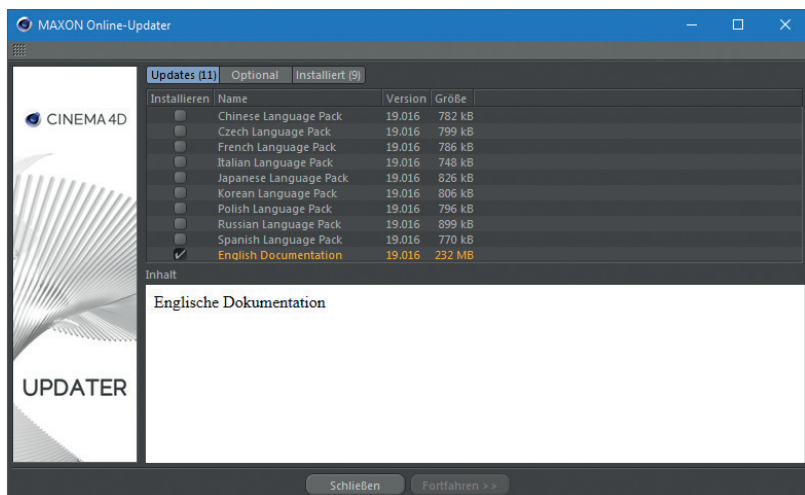 MAXON Online-Updater
Updates (11) Optional Installiert (9)
Installieren Name Version Größe
CINEMA 4D
Chinese Language Pack 19.016 782 kB
Czech Language Pack 19.016 799 kB
French Language Pack 19.016 786 kB
Italian Language Pack 19.016 748 kB
Japanese Language Pack 19.016 826 kB
Korean Language Pack 19.016 806 kB
Polish Language Pack 19.016 796 kB
Russian Language Pack 19.016 899 kB
Spanish Language Pack 19.016 770 kB
English Documentation 19.016 232 MB
Inhalt
Englische Dokumentation
UPDATER
Schließen Fortfahren >>